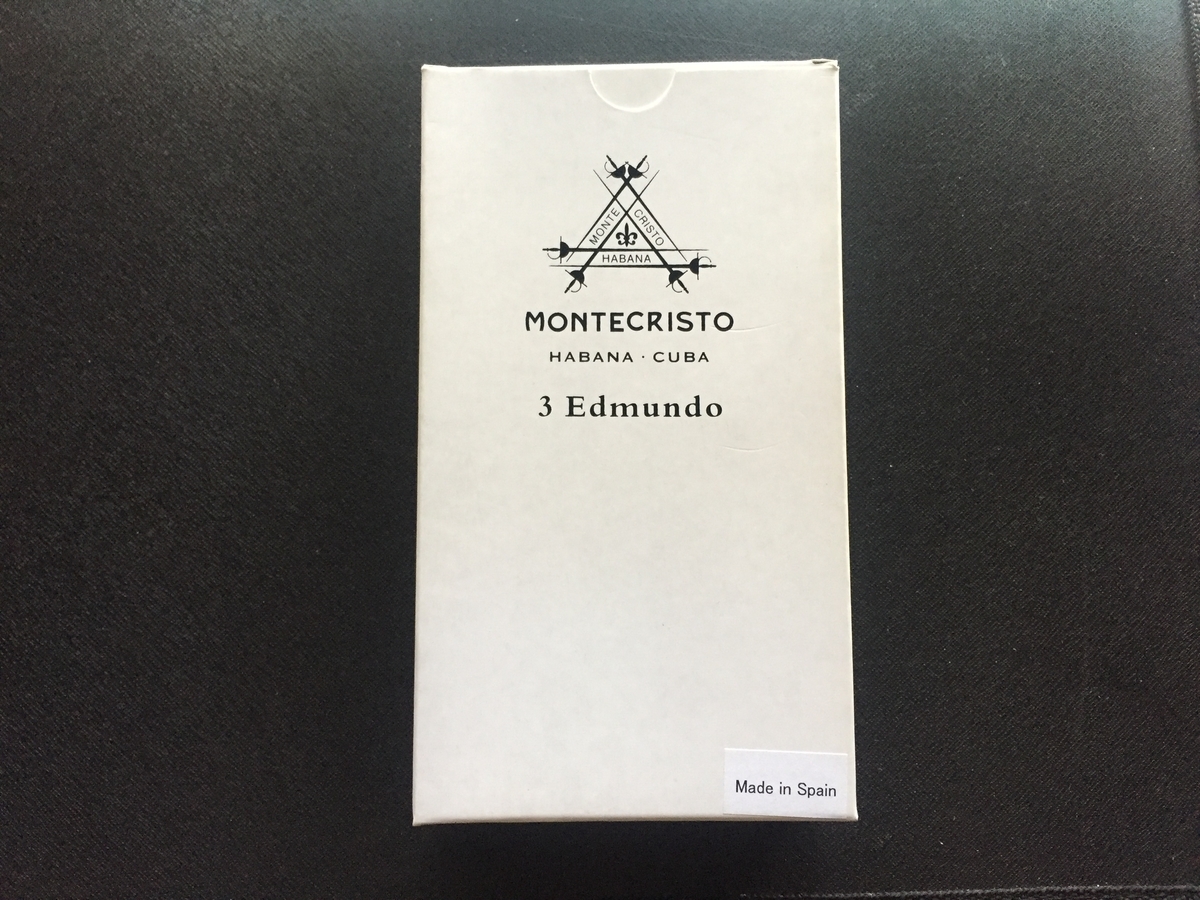 MONTE CRISTO
HABANA
MONTECRISTO
HABANA · CUBA
3 Edmundo
Made in Spain